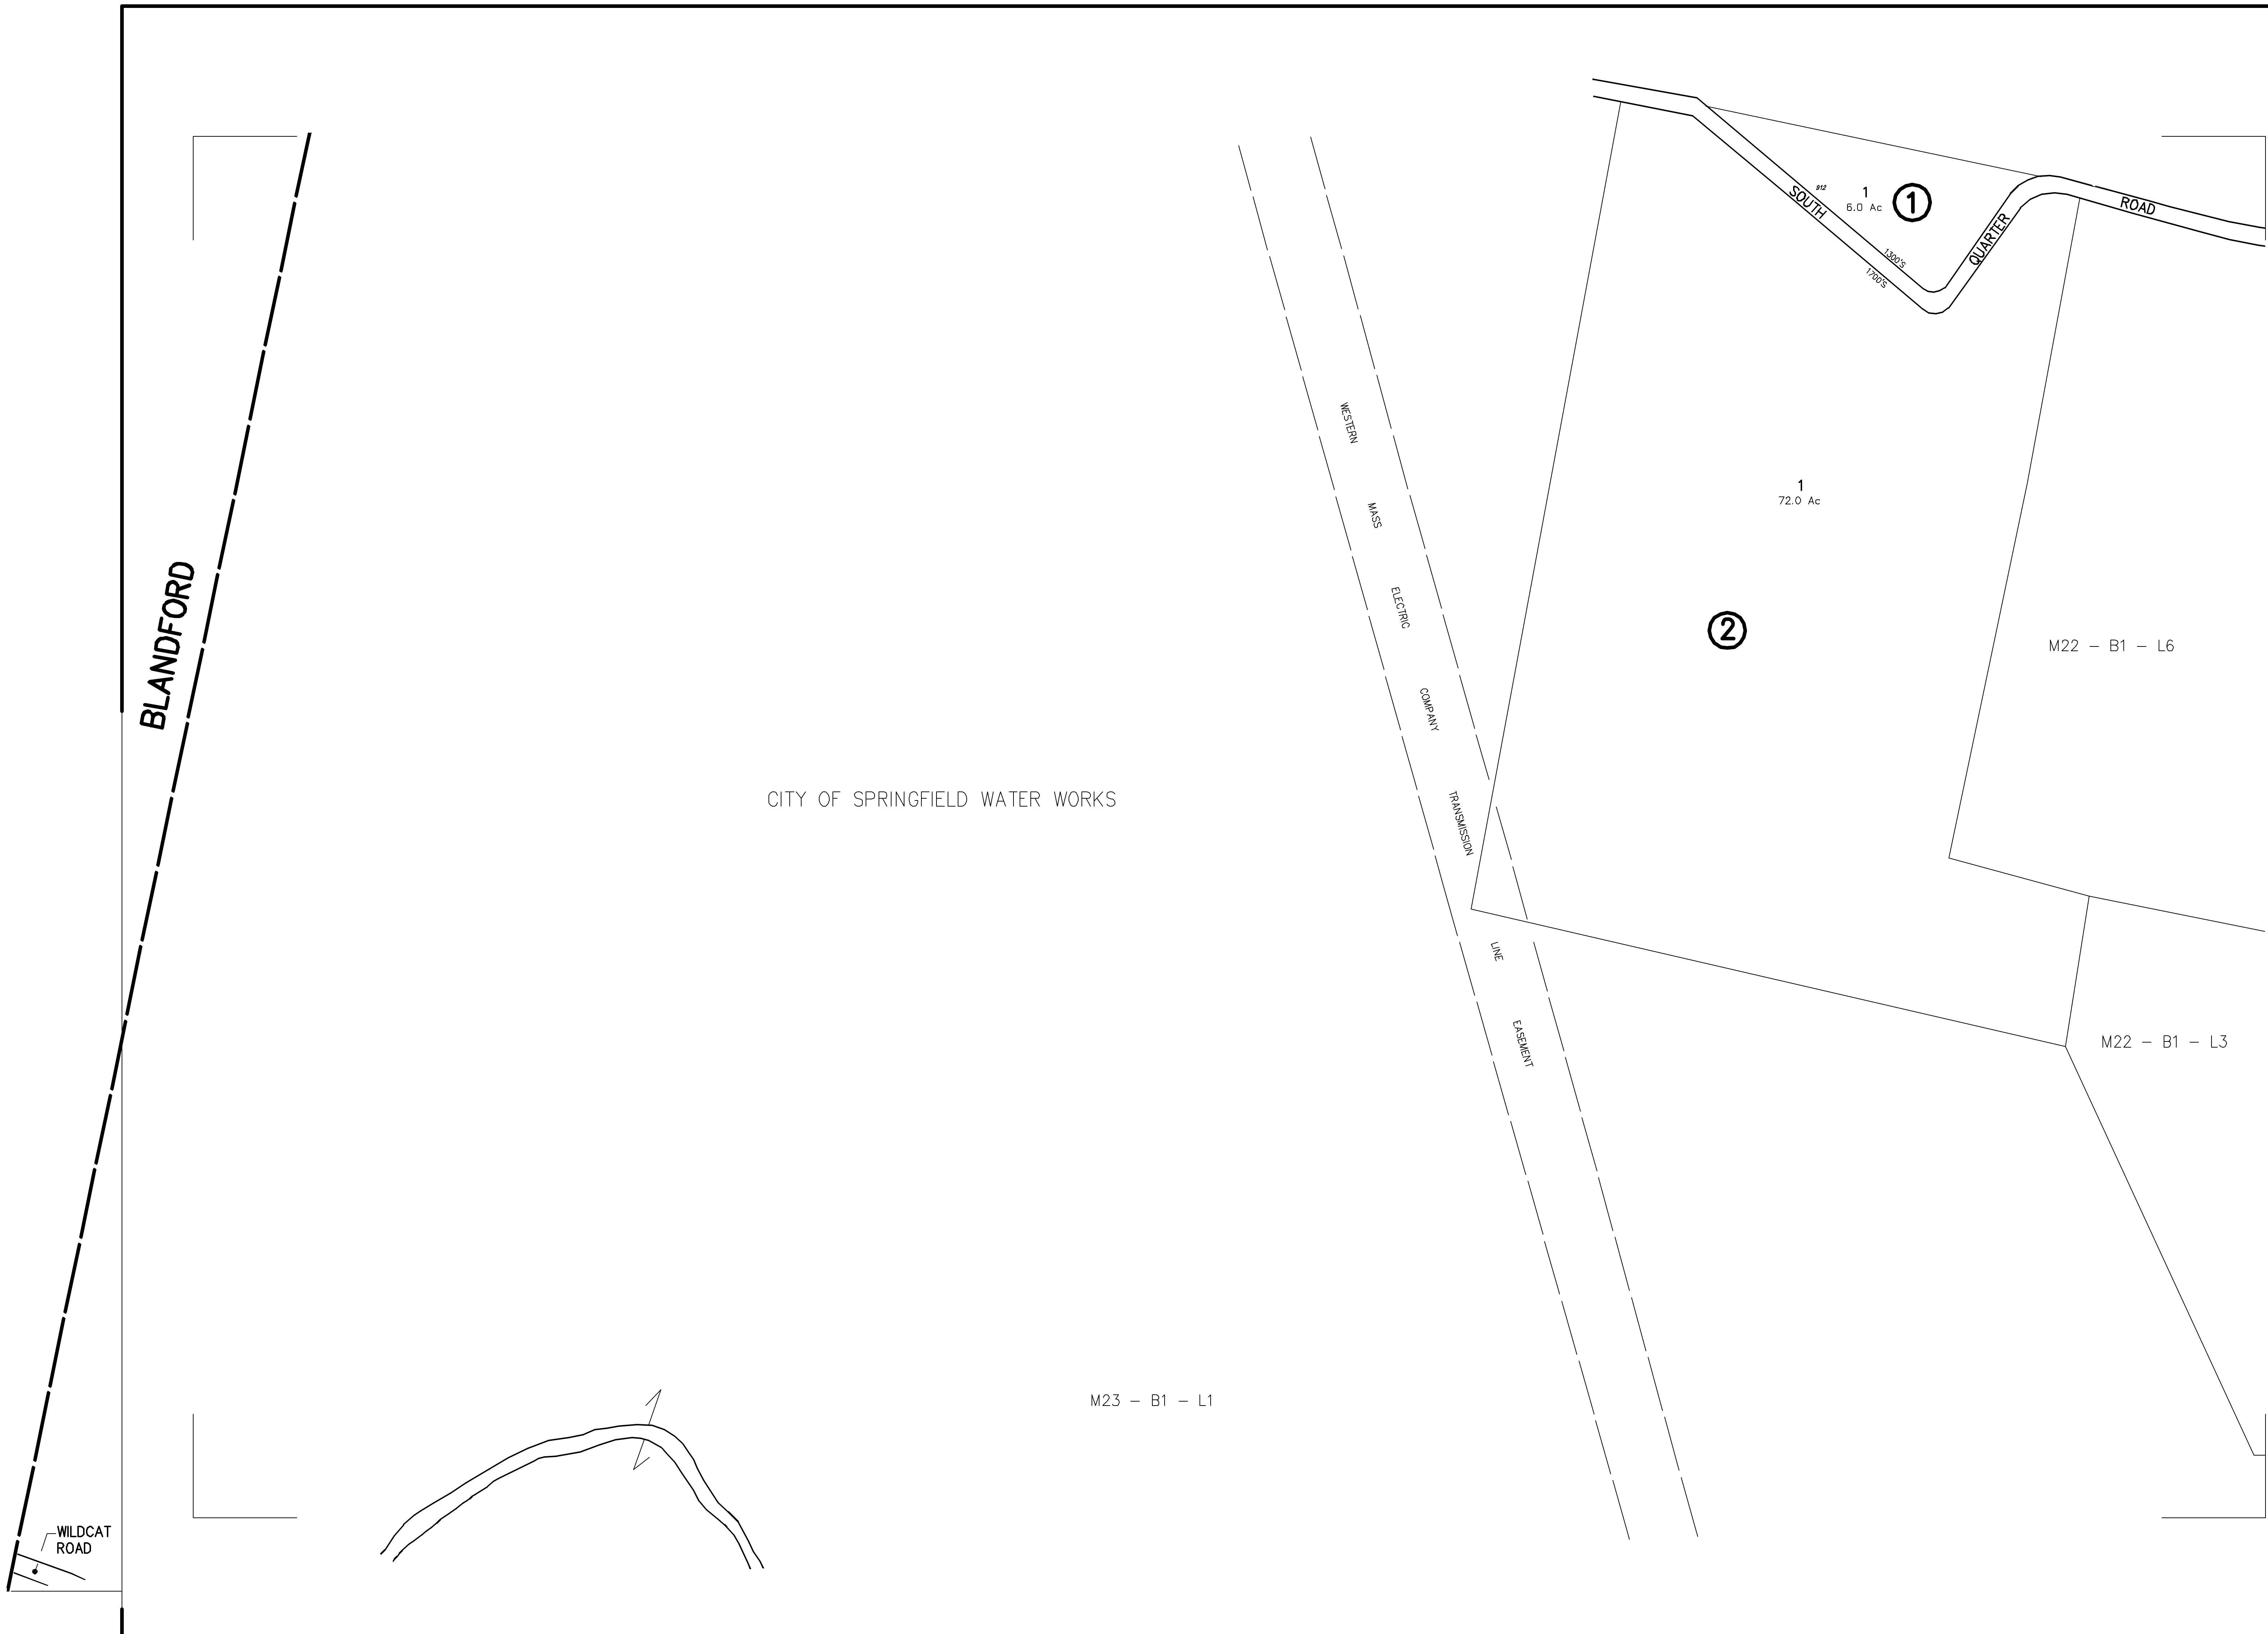 SOUTH
QUARTER
ROAD
912
1
6.0 Ac
1
1300'S
1700'S
BLANDFORD
WESTERN
MASS
ELECTRIC
COMPANY
TRANSMISSION
LINE
EASEMENT
1
72.0 Ac
2
M22 - B1 - L6
CITY OF SPRINGFIELD WATER WORKS
M22 - B1 - L3
M23 - B1 - L1
WILDCAT
ROAD